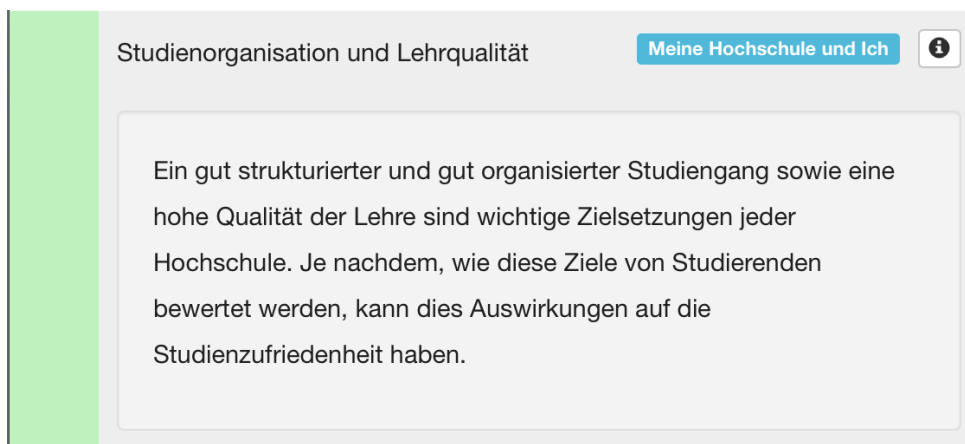 Studienorganisation und Lehrqualität
Meine Hochschule und Ich
Ein gut strukturierter und gut organisierter Studiengang sowie eine
hohe Qualität der Lehre sind wichtige Zielsetzungen jeder
Hochschule. Je nachdem, wie diese Ziele von Studierenden
bewertet werden, kann dies Auswirkungen auf die
Studienzufriedenheit haben.